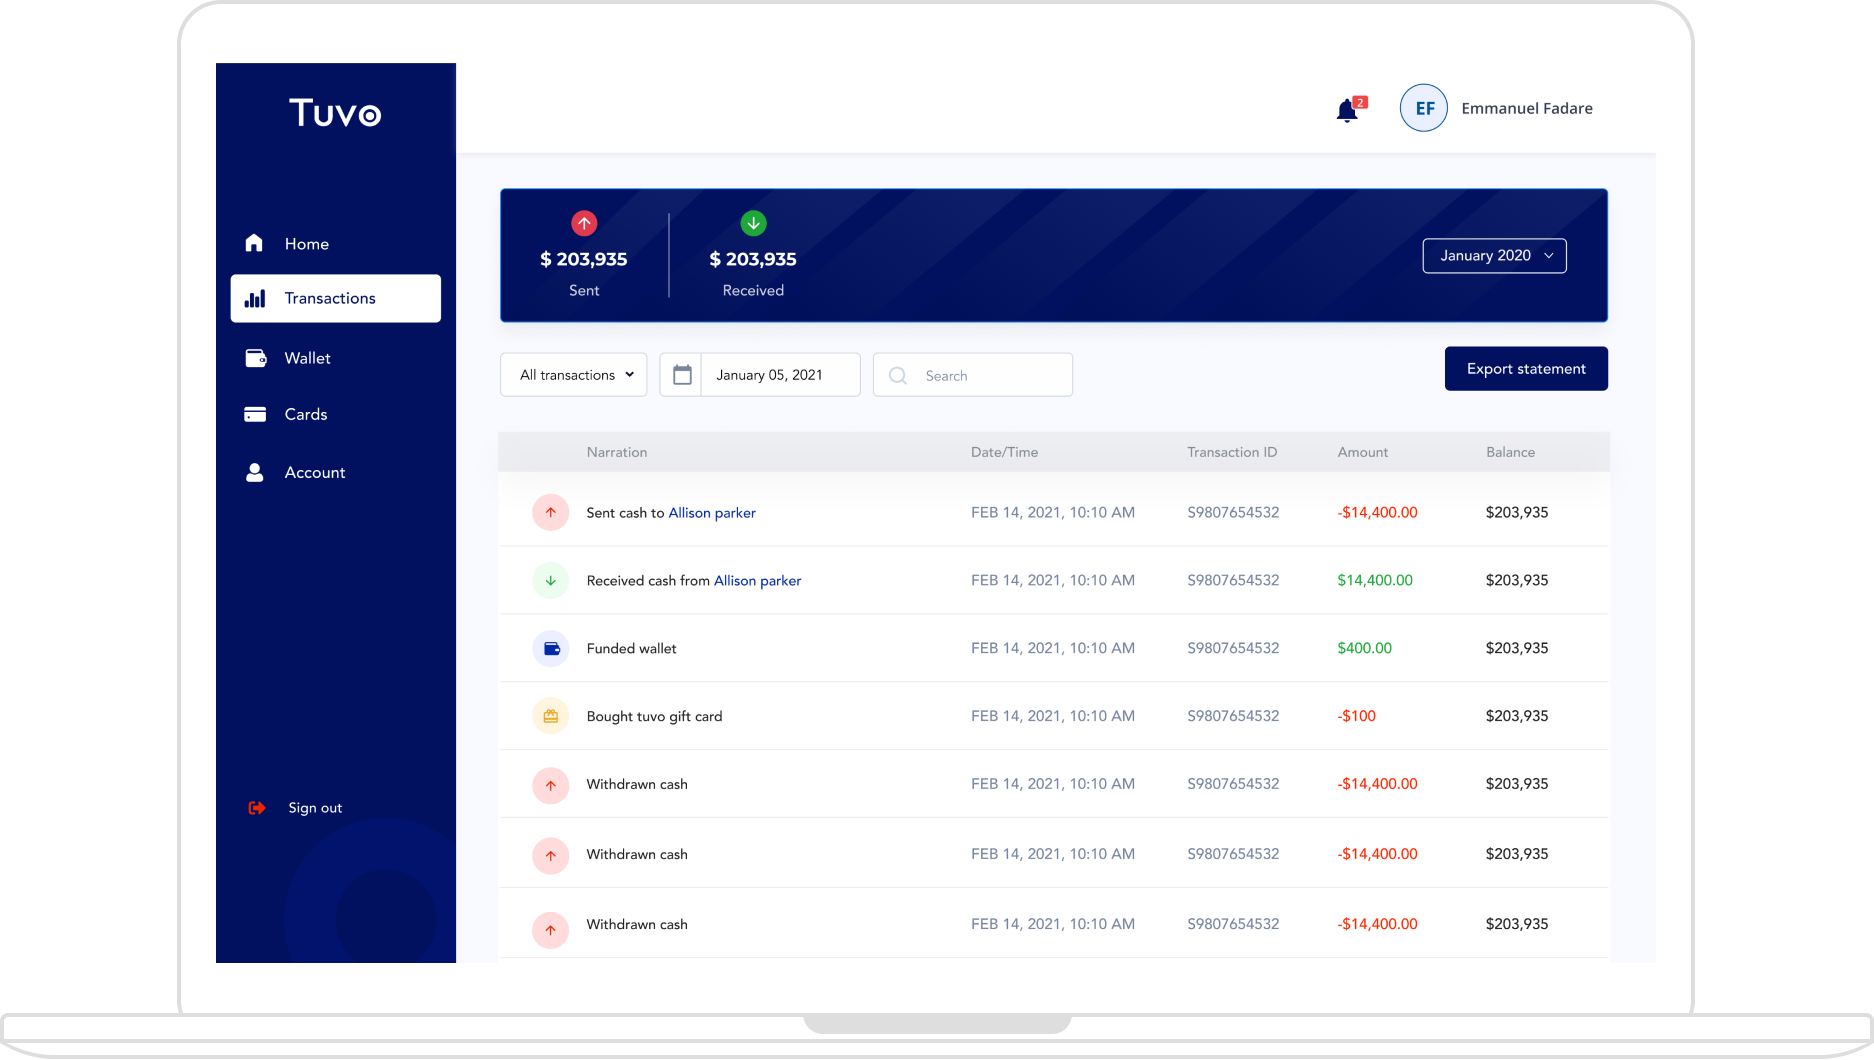 Tuvo
2
EF
Emmanuel Fadare
Home
Transactions
Wallet
Cards
Account
Sign out
$ 203,935
Sent
$ 203,935
Received
January 2020
All transactions
January 05, 2021
Search
Export statement
Narration Date/Time Transaction ID Amount Balance
Sent cash to Allison parker FEB 14, 2021, 10:10 AM S9807654532 -$14,400.00 $203,935
Received cash from Allison parker FEB 14, 2021, 10:10 AM S9807654532 $14,400.00 $203,935
Funded wallet FEB 14, 2021, 10:10 AM S9807654532 $400.00 $203,935
Bought tuvo gift card FEB 14, 2021, 10:10 AM S9807654532 -$100 $203,935
Withdrawn cash FEB 14, 2021, 10:10 AM S9807654532 -$14,400.00 $203,935
Withdrawn cash FEB 14, 2021, 10:10 AM S9807654532 -$14,400.00 $203,935
Withdrawn cash FEB 14, 2021, 10:10 AM S9807654532 -$14,400.00 $203,935